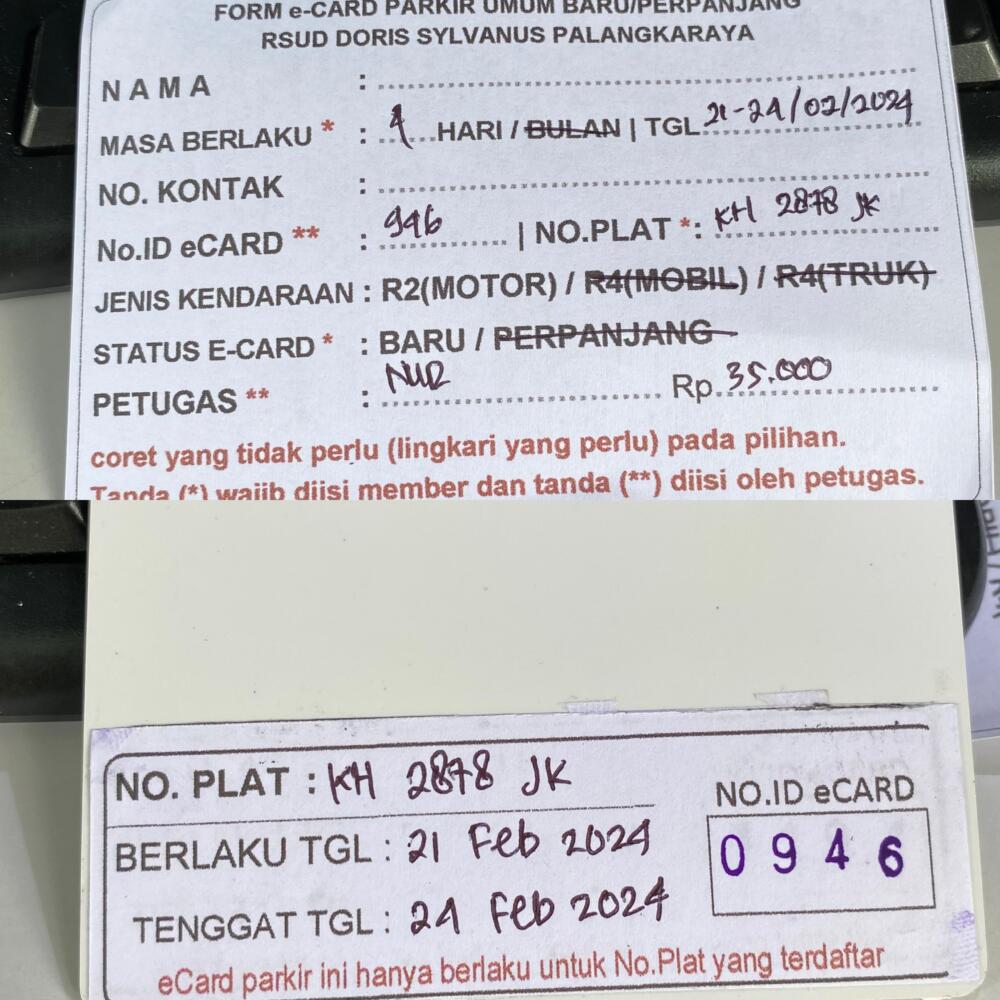 FORM e-CARD PARKIR UMUM BARU/PERPANJANG
RSUD DORIS SYLVANUS PALANGKARAYA
NAMA :
MASA BERLAKU * : 4 HARI / BULAN | TGL 21-24/02/2024
NO. KONTAK :
No.ID eCARD ** : 946 | NO.PLAT *: KH 2878 JK
JENIS KENDARAAN : R2(MOTOR) / R4(MOBIL) / R4(TRUK)
STATUS E-CARD * : BARU / PERPANJANG
PETUGAS ** : NUR Rp. 35.000
coret yang tidak perlu (lingkari yang perlu) pada pilihan.
Tanda (*) wajib diisi member dan tanda (**) diisi oleh petugas.
NO. PLAT : KH 2878 JK
NO.ID eCARD
BERLAKU TGL : 21 Feb 2024
0946
TENGGAT TGL : 24 Feb 2024
eCard parkir ini hanya berlaku untuk No.Plat yang terdaftar